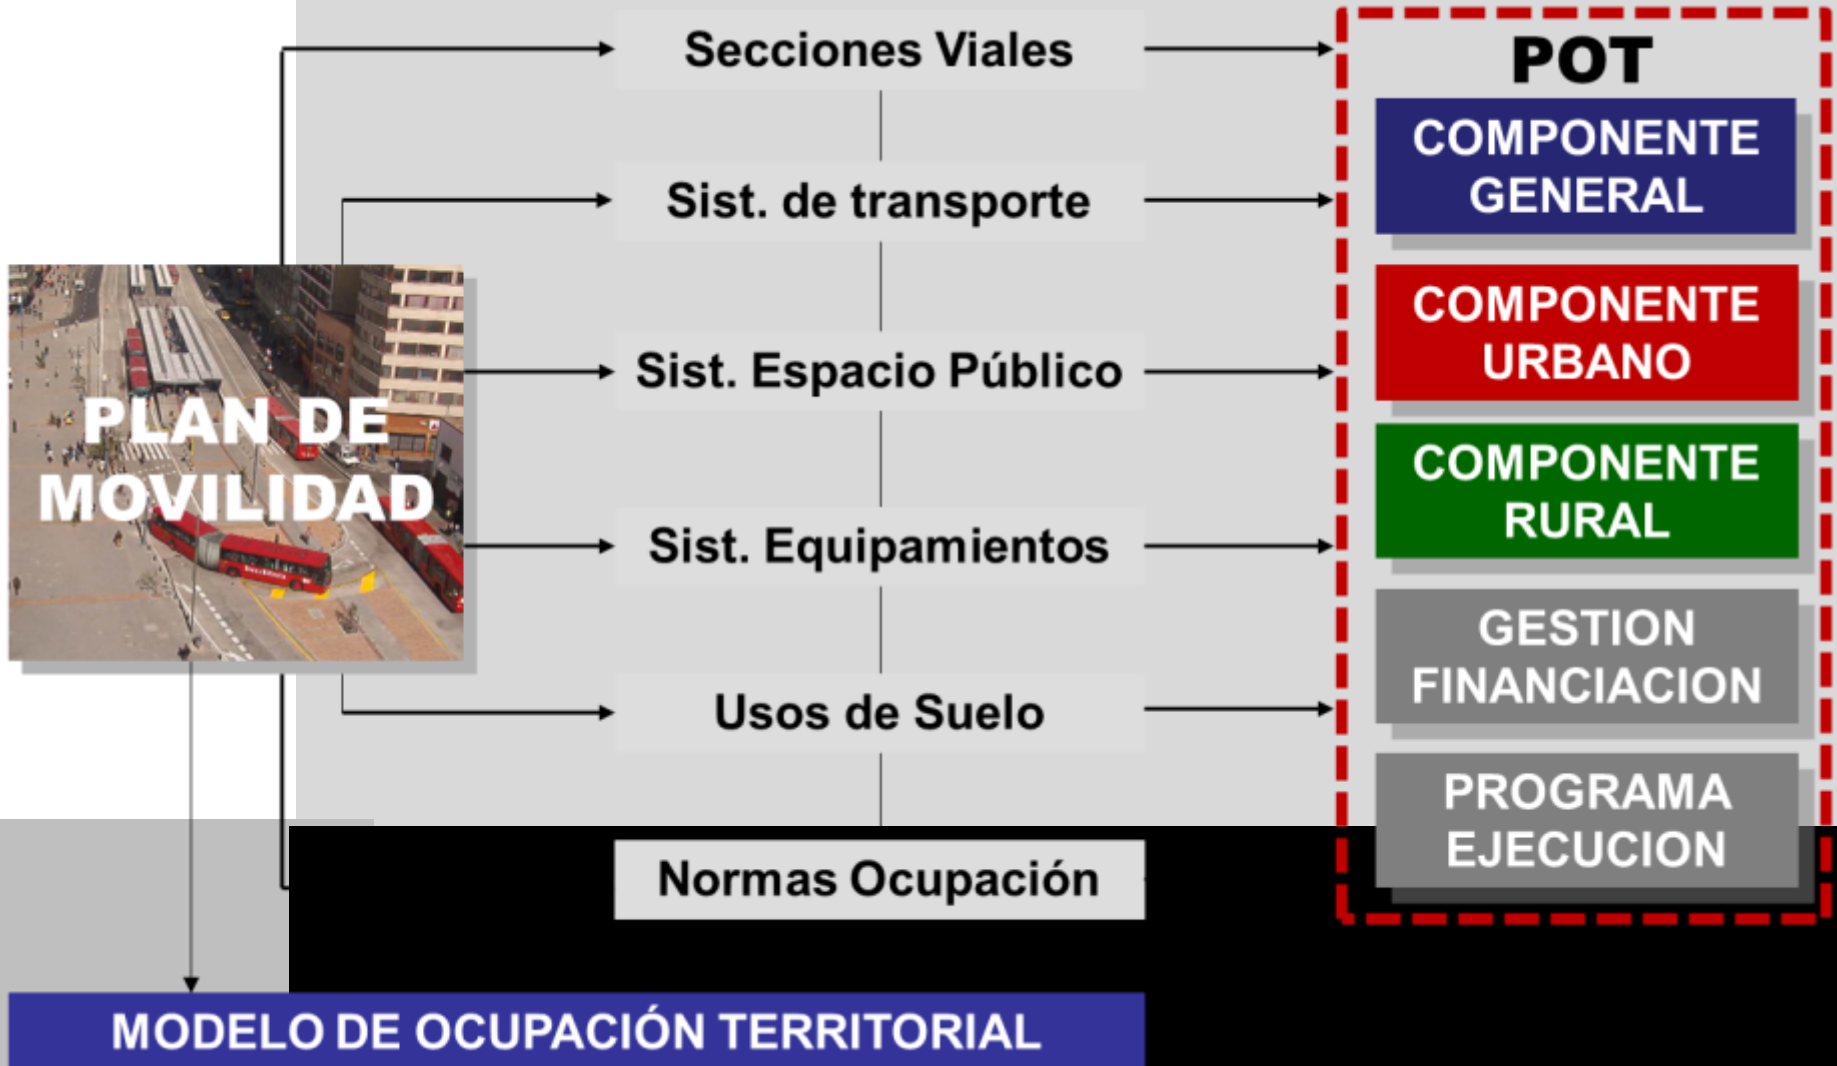 PLAN DE
MOVILIDAD
Secciones Viales
Sist. de transporte
Sist. Espacio Público
Sist. Equipamientos
Usos de Suelo
Normas Ocupación
POT
COMPONENTE
GENERAL
COMPONENTE
URBANO
COMPONENTE
RURAL
GESTION
FINANCIACION
PROGRAMA
EJECUCION
MODELO DE OCUPACIÓN TERRITORIAL